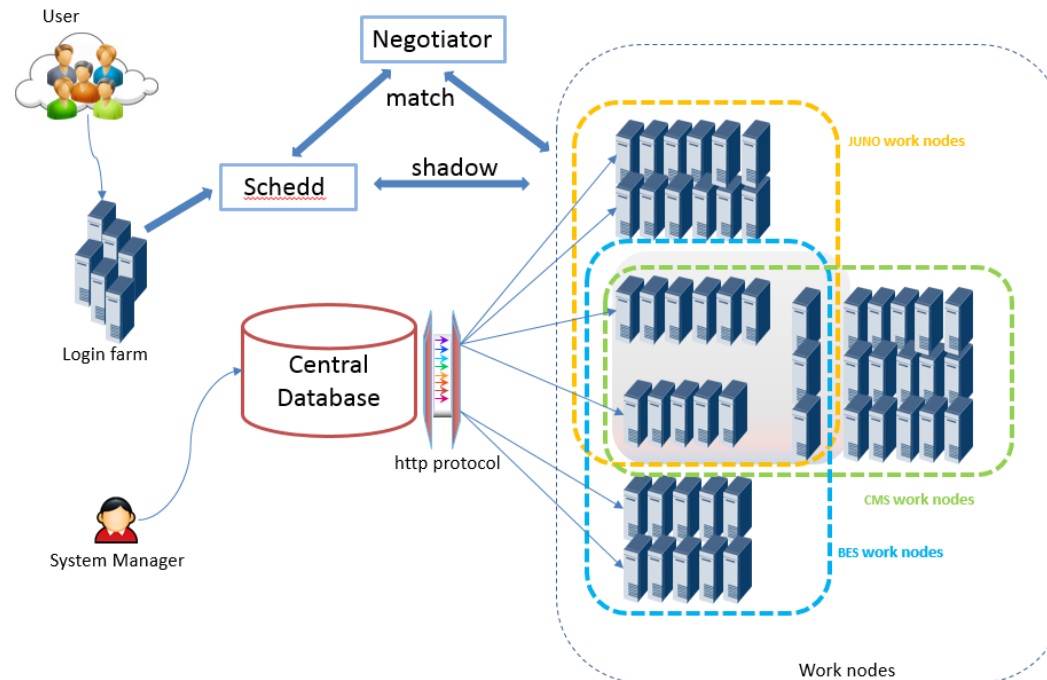 User
Negotiator
match
JUNO work nodes
shadow
Schedd
Login farm
Central
Database
http protocol
CMS work nodes
System Manager
BES work nodes
Work nodes